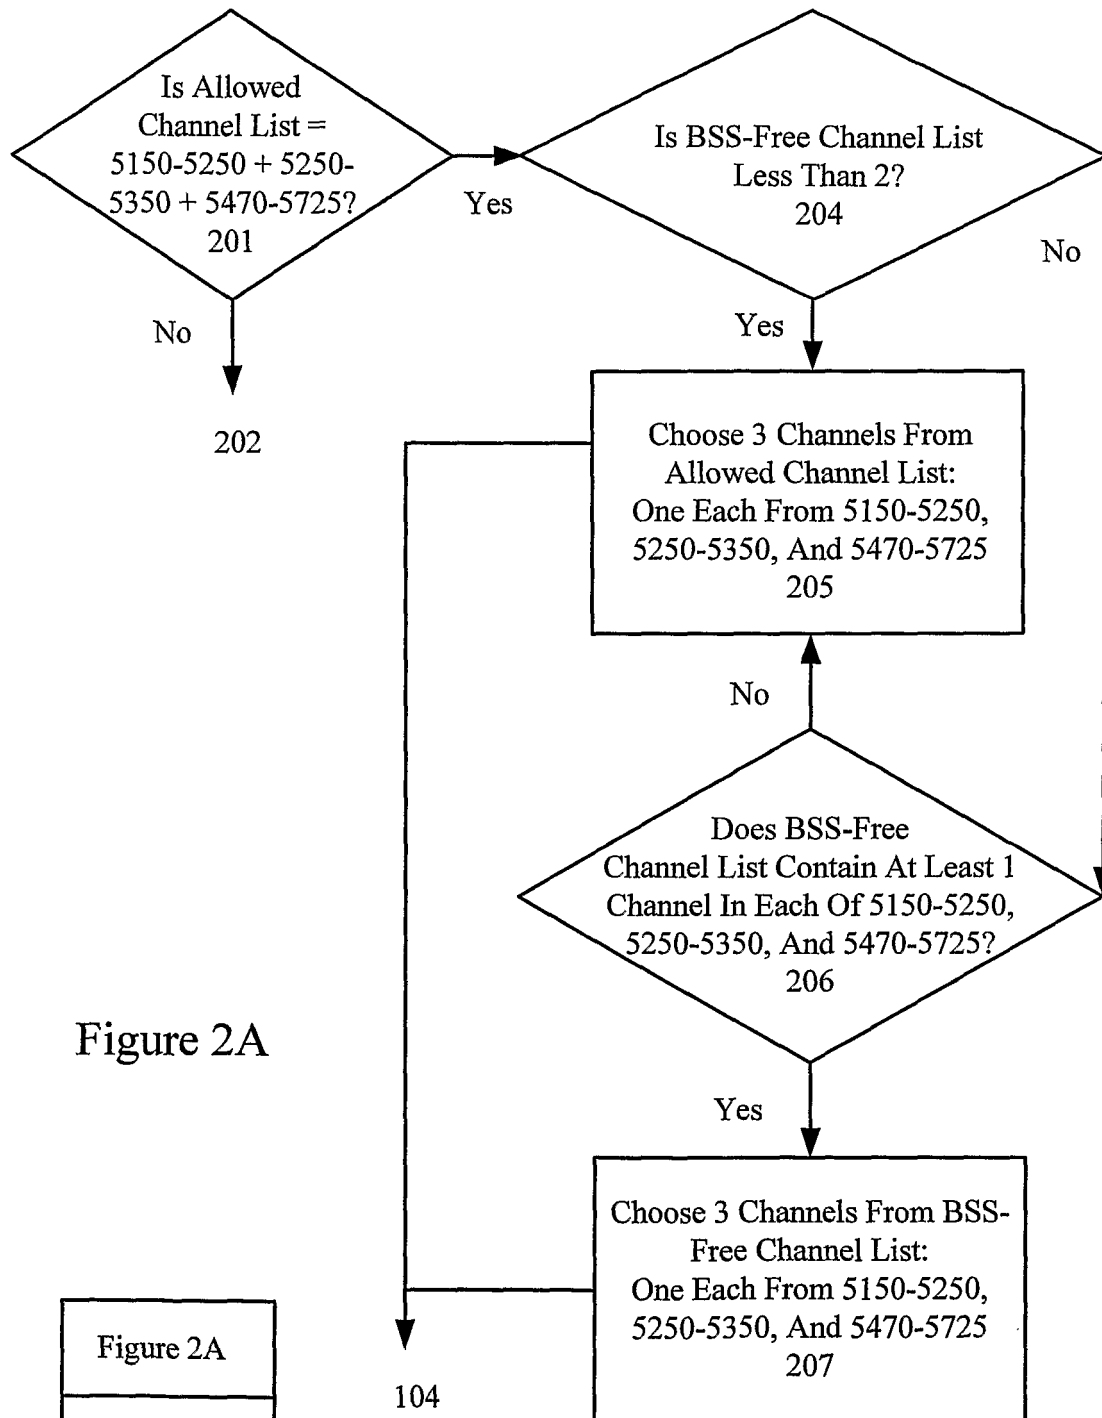 Is Allowed
Channel List =
5150-5250 + 5250-
5350 + 5470-5725?
201
Yes
No
202
Is BSS-Free Channel List
Less Than 2?
204
No
Yes
Choose 3 Channels From
Allowed Channel List:
One Each From 5150-5250,
5250-5350, And 5470-5725
205
No
Does BSS-Free
Channel List Contain At Least 1
Channel In Each Of 5150-5250,
5250-5350, And 5470-5725?
206
Figure 2A
Yes
Choose 3 Channels From BSS-
Free Channel List:
One Each From 5150-5250,
5250-5350, And 5470-5725
207
Figure 2A
104